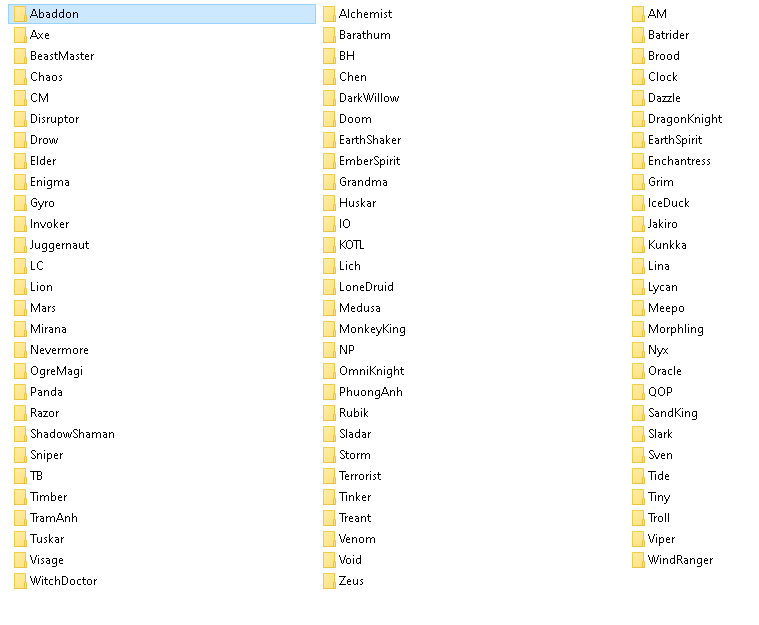 Abaddon Alchemist AM
Axe Barathum Batrider
BeastMaster BH Brood
Chaos Chen Clock
CM DarkWillow Dazzle
Disruptor Doom DragonKnight
Drow EarthShaker EarthSpirit
Elder EmberSpirit Enchantress
Enigma Grandma Grim
Gyro Huskar IceDuck
Invoker IO Jakiro
Juggernaut KOTL Kunkka
LC Lich Lina
Lion LoneDruid Lycan
Mars Medusa Meepo
Mirana MonkeyKing Morphling
Nevermore NP Nyx
OgreMagi OmniKnight Oracle
Panda PhuongAnh QOP
Razor Rubik SandKing
ShadowShaman Sladar Slark
Sniper Storm Sven
TB Terrorist Tide
Timber Tinker Tiny
TramAnh Treant Troll
Tuskar Venom Viper
Visage Void WindRanger
WitchDoctor Zeus